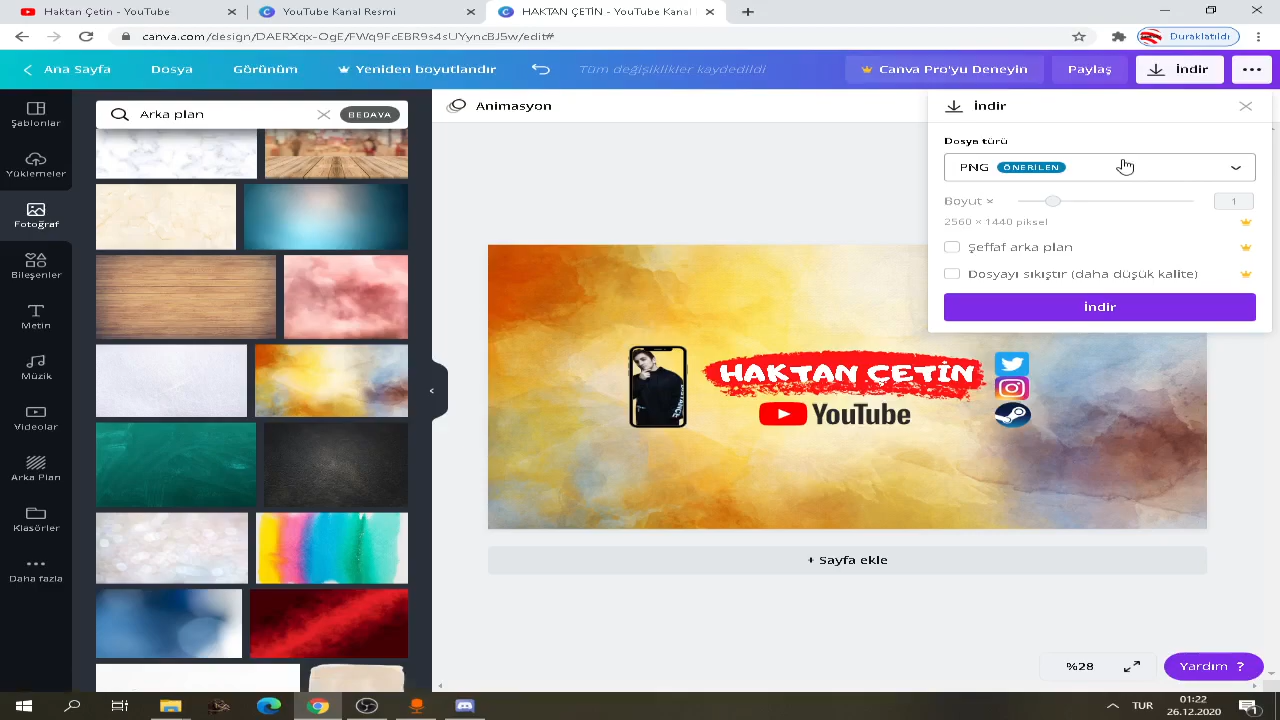 Haktan Çetin - YouTube
YouTube Kanal Resmi
HAKTAN ÇETİN - YouTube Kanal
canva.com/design/DAERXqx-OgE/FWq9FcEBR9s4sUYyncBJ5w/edit#
Duraklatıldı
Ana Sayfa
Dosya
Görünüm
Yeniden boyutlandır
Tüm değişiklikler kaydedildi
Canva Pro'yu Deneyin
Paylaş
İndir
Şablonlar
Yüklemeler
Fotoğraf
Bileşenler
Metin
Müzik
Videolar
Arka Plan
Klasörler
Daha fazla
Arka plan
BEDAVA
Animasyon
İndir
Dosya türü
PNG ÖNERİLEN
Boyut ×
1
2560 × 1440 piksel
Şeffaf arka plan
Dosyayı sıkıştır (daha düşük kalite)
İndir
HAKTAN ÇETİN
YouTube
+ Sayfa ekle
%28
Yardım ?
TUR
01:22
26.12.2020
1